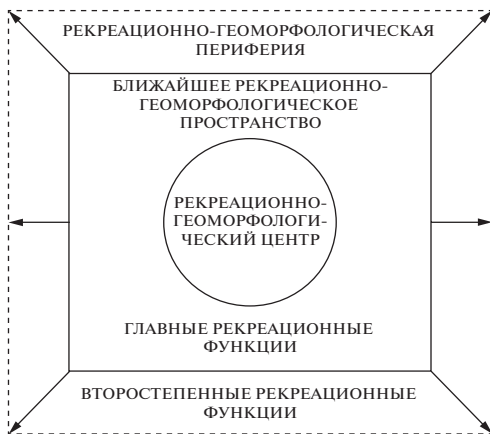 РЕКРЕАЦИОННО-ГЕОМОРФОЛОГИЧЕСКАЯ
ПЕРИФЕРИЯ
БЛИЖАЙШЕЕ РЕКРЕАЦИОННО-
ГЕОМОРФОЛОГИЧЕСКОЕ
ПРОСТРАНСТВО
РЕКРЕАЦИОННО-
ГЕОМОРФОЛОГИ-
ЧЕСКИЙ ЦЕНТР
ГЛАВНЫЕ РЕКРЕАЦИОННЫЕ
ФУНКЦИИ
ВТОРОСТЕПЕННЫЕ РЕКРЕАЦИОННЫЕ
ФУНКЦИИ